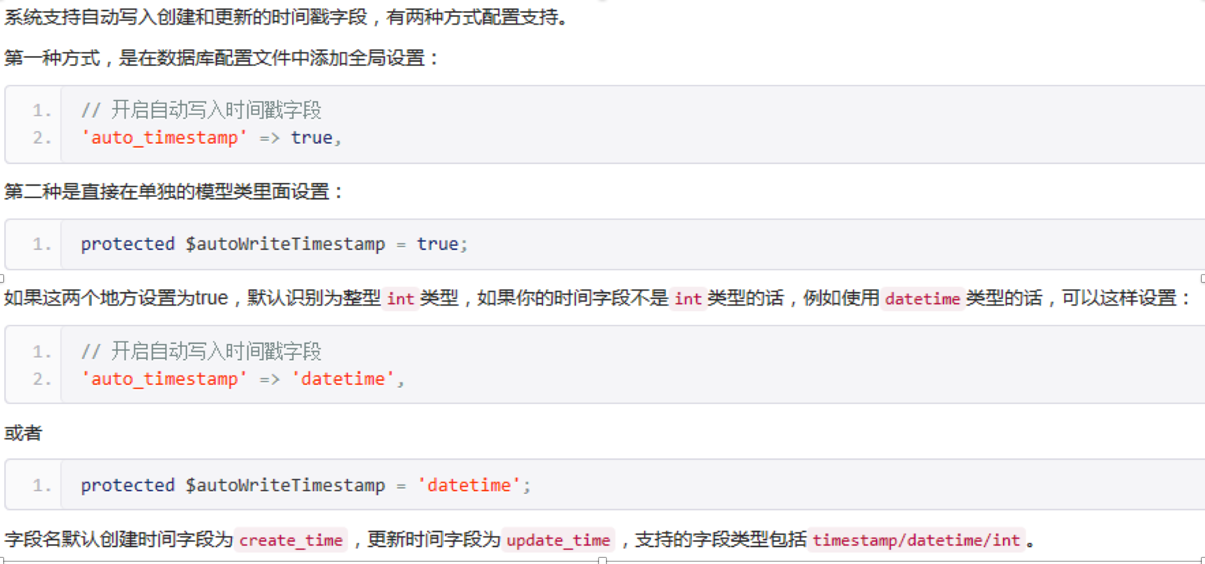 系统支持自动写入创建和更新的时间戳字段，有两种方式配置支持。
第一种方式，是在数据库配置文件中添加全局设置：
1. // 开启自动写入时间戳字段
2. 'auto_timestamp' => true,
第二种是直接在单独的模型类里面设置：
1. protected $autoWriteTimestamp = true;
如果这两个地方设置为true，默认识别为整型 int 类型，如果你的时间字段不是 int 类型的话，例如使用 datetime 类型的话，可以这样设置：
1. // 开启自动写入时间戳字段
2. 'auto_timestamp' => 'datetime',
或者
1. protected $autoWriteTimestamp = 'datetime';
字段名默认创建时间字段为 create_time ，更新时间字段为 update_time ，支持的字段类型包括 timestamp/datetime/int 。